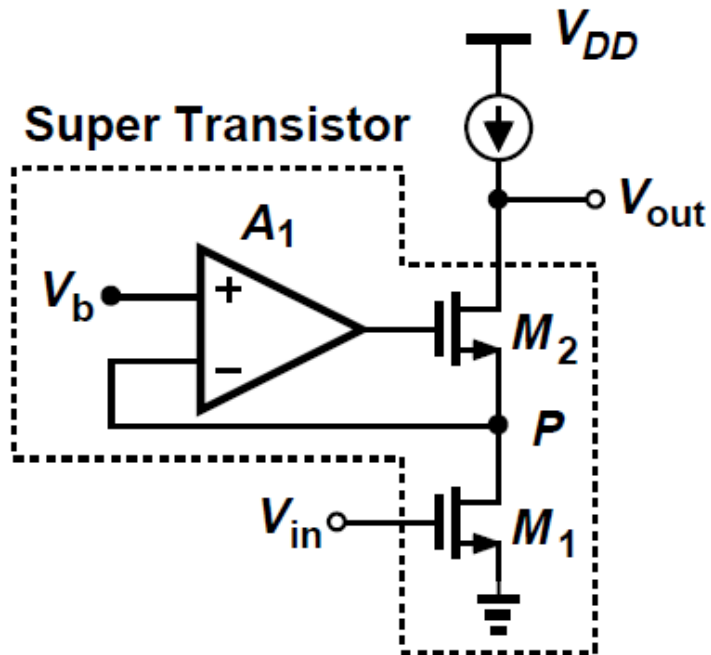 V_DD
Super Transistor
V_out
A_1
V_b
+
−
M_2
P
V_in
M_1